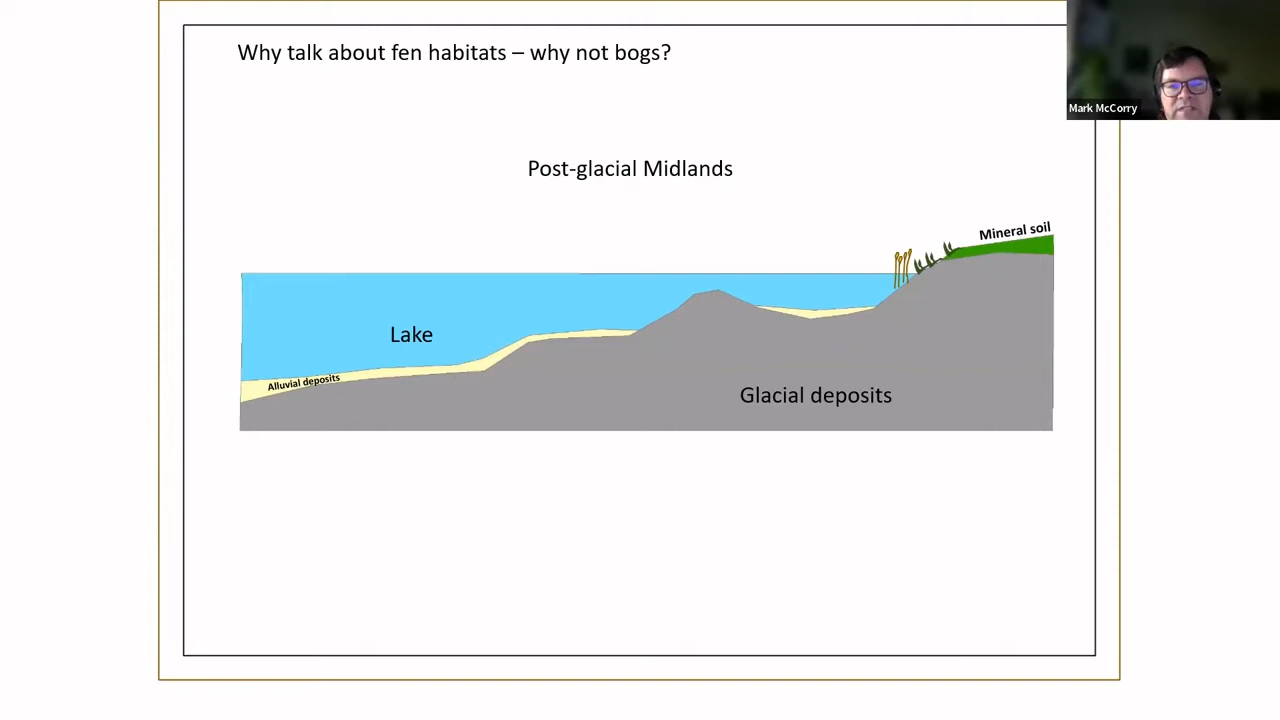 Why talk about fen habitats – why not bogs?
Mark McCorry
Post-glacial Midlands
Mineral soil
Lake
Alluvial deposits
Glacial deposits